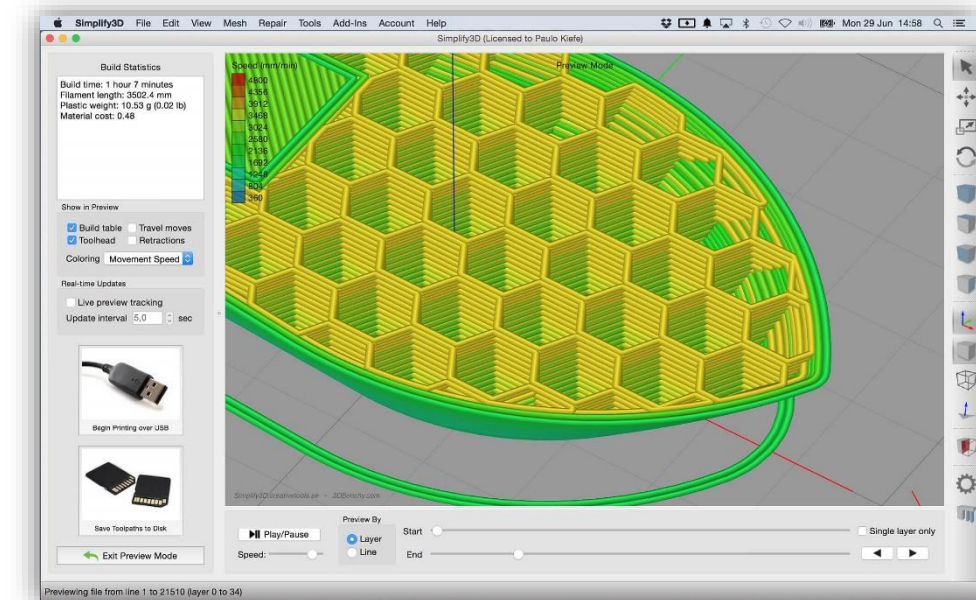 Simplify3D File Edit View Mesh Repair Tools Add-Ins Account Help Mon 29 Jun 14:58
Simplify3D (Licensed to Paulo Kiefe)
Build Statistics
Build time: 1 hour 7 minutes
Filament length: 3502.4 mm
Plastic weight: 10.53 g (0.02 lb)
Material cost: 0.48
Show in Preview
Build table Travel moves
Toolhead Retractions
Coloring Movement Speed
Real-time Updates
Live preview tracking
Update interval 5,0 sec
Begin Printing over USB
Save Toolpaths to Disk
Exit Preview Mode
Speed (mm/min)
Preview Mode
4800
4356
3912
3468
3024
2580
2136
1692
1248
804
360
Simplify3D/creativetools.se - 3DBenchy.com
Play/Pause
Speed:
Preview By
Layer
Line
Start
End
Single layer only
Previewing file from line 1 to 21510 (layer 0 to 34)